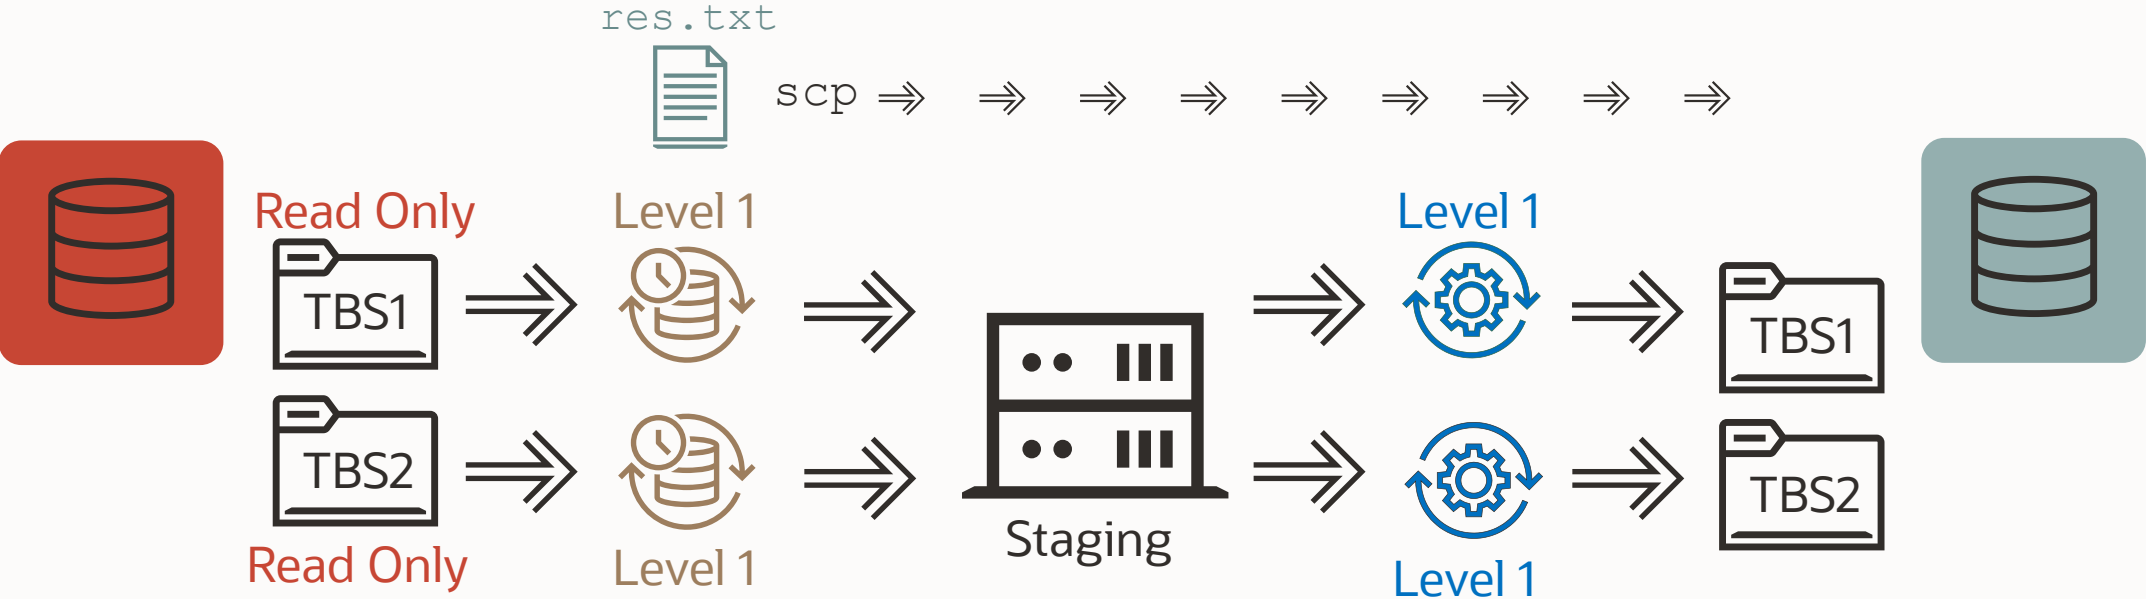 res.txt
scp
Read Only
Level 1
Level 1
TBS1
TBS1
TBS2
TBS2
Staging
Read Only
Level 1
Level 1